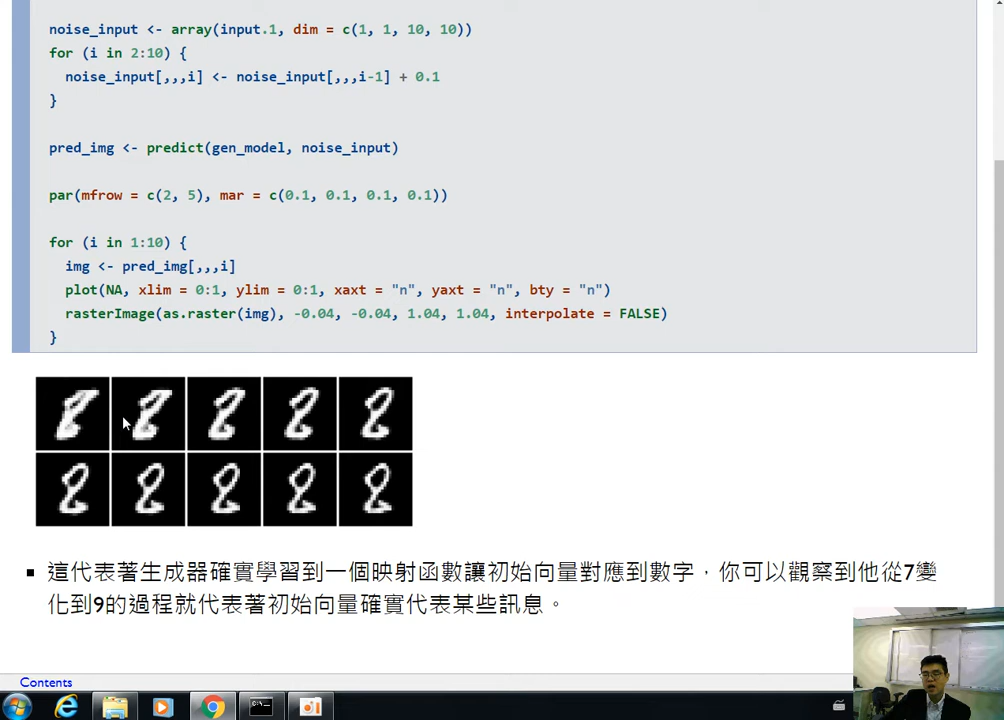 noise_input <- array(input.1, dim = c(1, 1, 10, 10))
for (i in 2:10) {
  noise_input[,,,i] <- noise_input[,,,i-1] + 0.1
}
pred_img <- predict(gen_model, noise_input)
par(mfrow = c(2, 5), mar = c(0.1, 0.1, 0.1, 0.1))
for (i in 1:10) {
  img <- pred_img[,,,i]
  plot(NA, xlim = 0:1, ylim = 0:1, xaxt = "n", yaxt = "n", bty = "n")
  rasterImage(as.raster(img), -0.04, -0.04, 1.04, 1.04, interpolate = FALSE)
}
這代表著生成器確實學習到一個映射函數讓初始向量對應到數字，你可以觀察到他從7變
化到9的過程就代表著初始向量確實代表某些訊息。
Contents